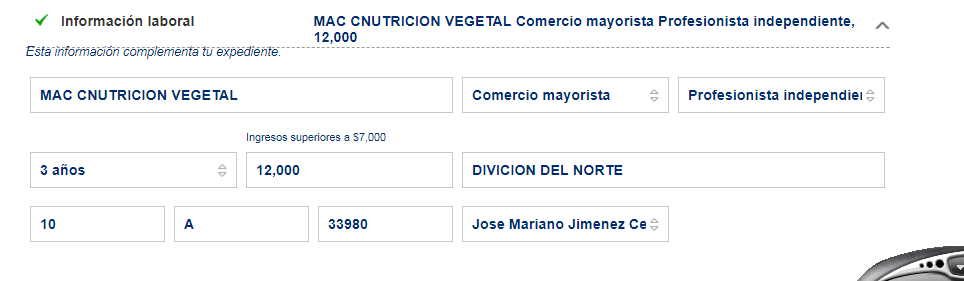 Información laboral
MAC CNUTRICION VEGETAL Comercio mayorista Profesionista independiente,
12,000
Esta información complementa tu expediente.
MAC CNUTRICION VEGETAL
Comercio mayorista
Profesionista independier
Ingresos superiores a $7,000
3 años
12,000
DIVICION DEL NORTE
10
A
33980
Jose Mariano Jimenez Ce